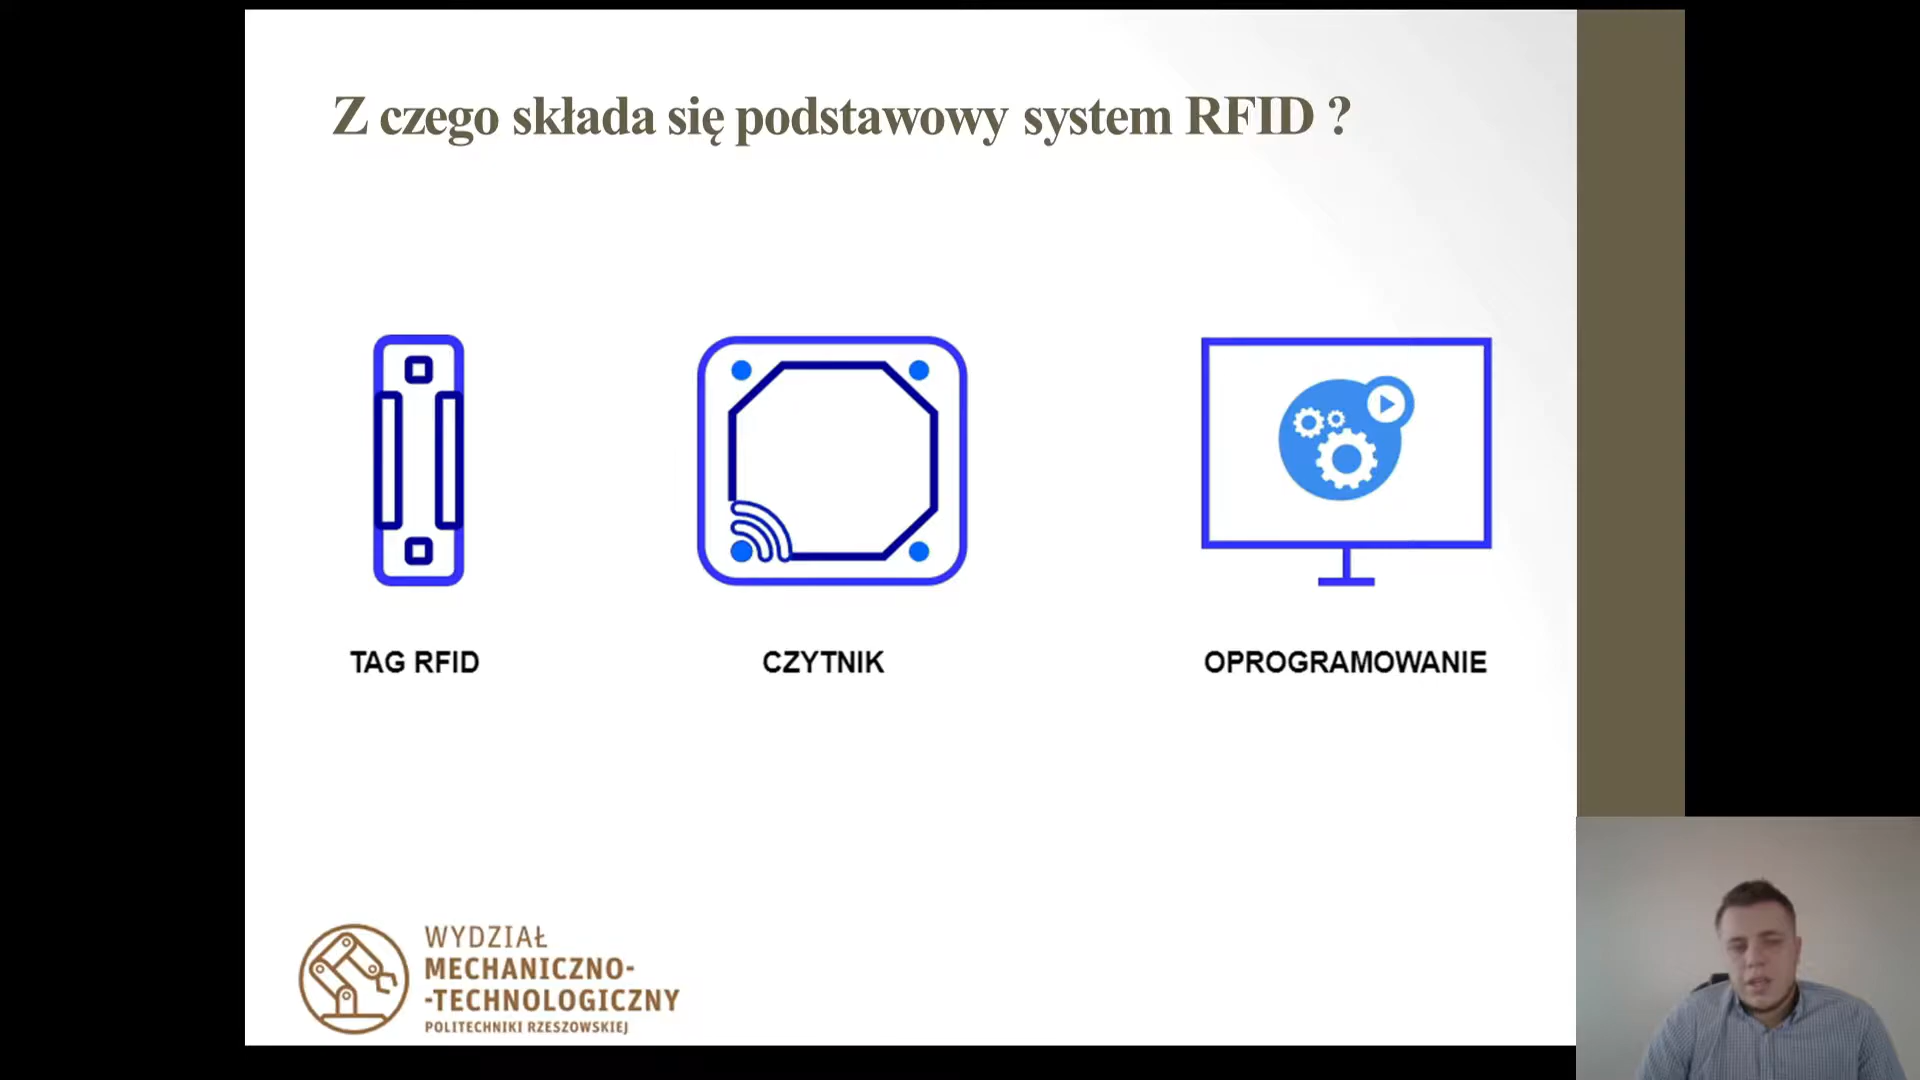 Z czego składa się podstawowy system RFID ?
TAG RFID
CZYTNIK
OPROGRAMOWANIE
WYDZIAŁ
MECHANICZNO-
-TECHNOLOGICZNY
POLITECHNIKI RZESZOWSKIEJ